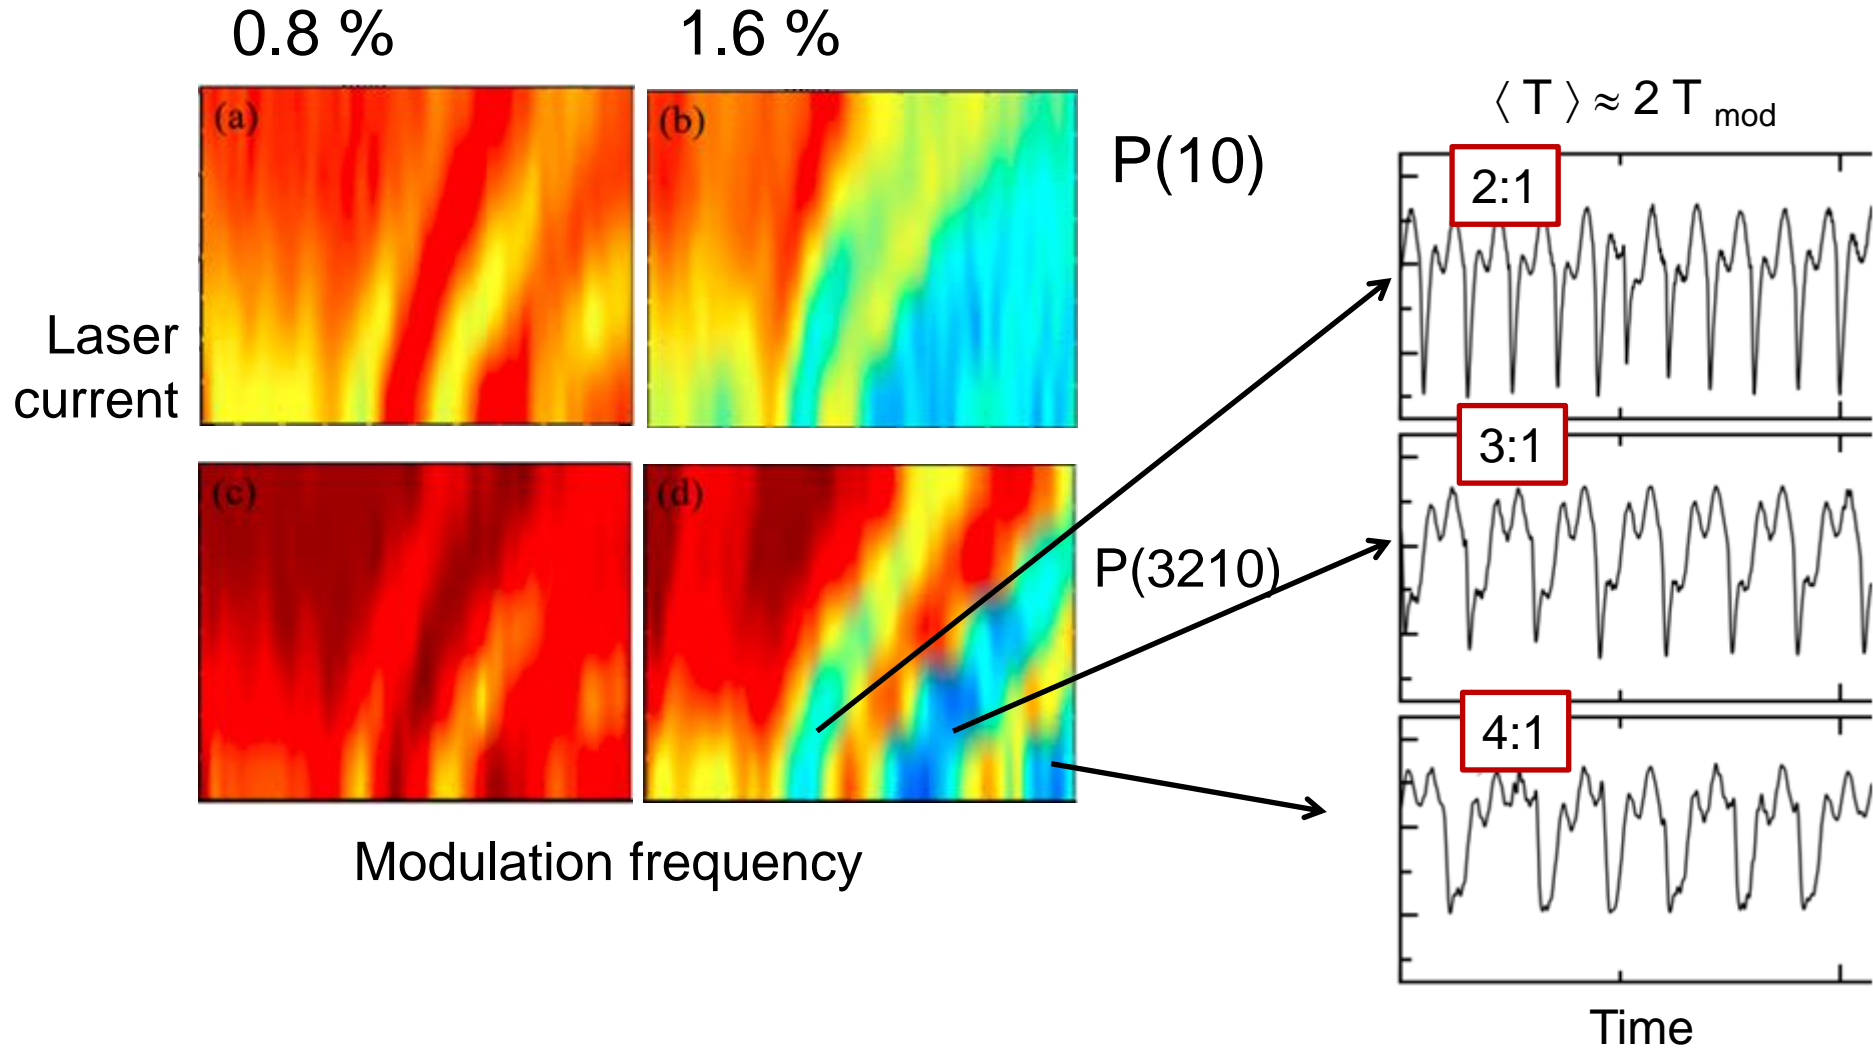 0.8 %
1.6 %
(a)
(b)
P(10)
Laser
current
(c)
(d)
P(3210)
Modulation frequency
⟨ T ⟩ ≈ 2 T mod
2:1
3:1
4:1
Time